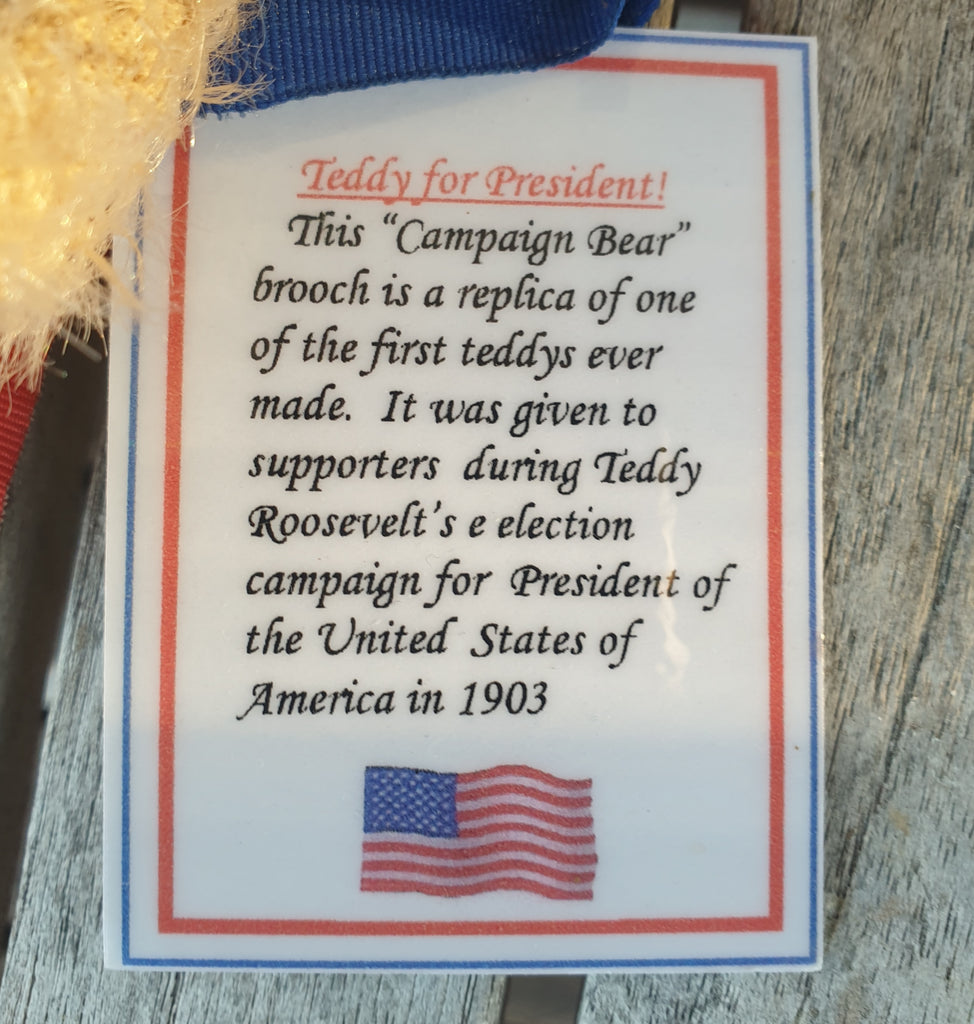 Teddy for President!
This “Campaign Bear”
brooch is a replica of one
of the first teddys ever
made. It was given to
supporters during Teddy
Roosevelt's e election
campaign for President of
the United States of
America in 1903